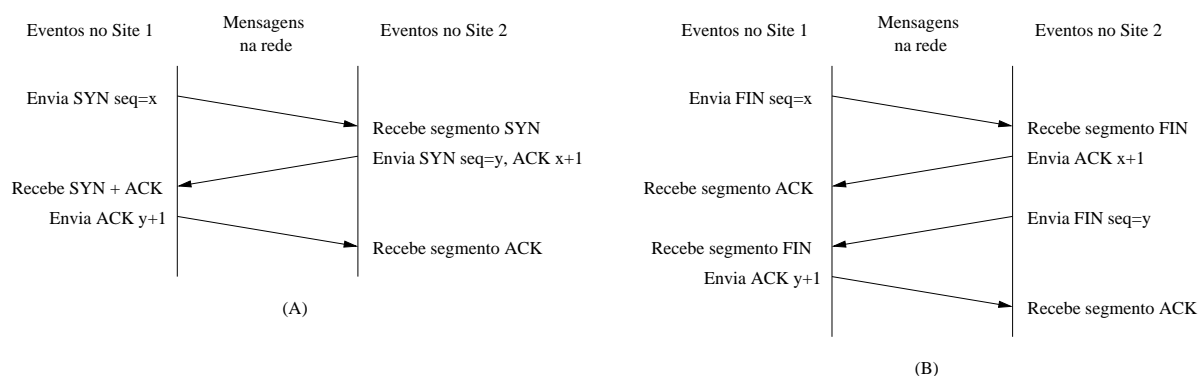 Eventos no Site 1
Mensagens
na rede
Eventos no Site 2
Envia SYN seq=x
Recebe segmento SYN
Envia SYN seq=y, ACK x+1
Recebe SYN + ACK
Envia ACK y+1
Recebe segmento ACK
(A)
Eventos no Site 1
Mensagens
na rede
Eventos no Site 2
Envia FIN seq=x
Recebe segmento FIN
Envia ACK x+1
Recebe segmento ACK
Envia FIN seq=y
Recebe segmento FIN
Envia ACK y+1
Recebe segmento ACK
(B)